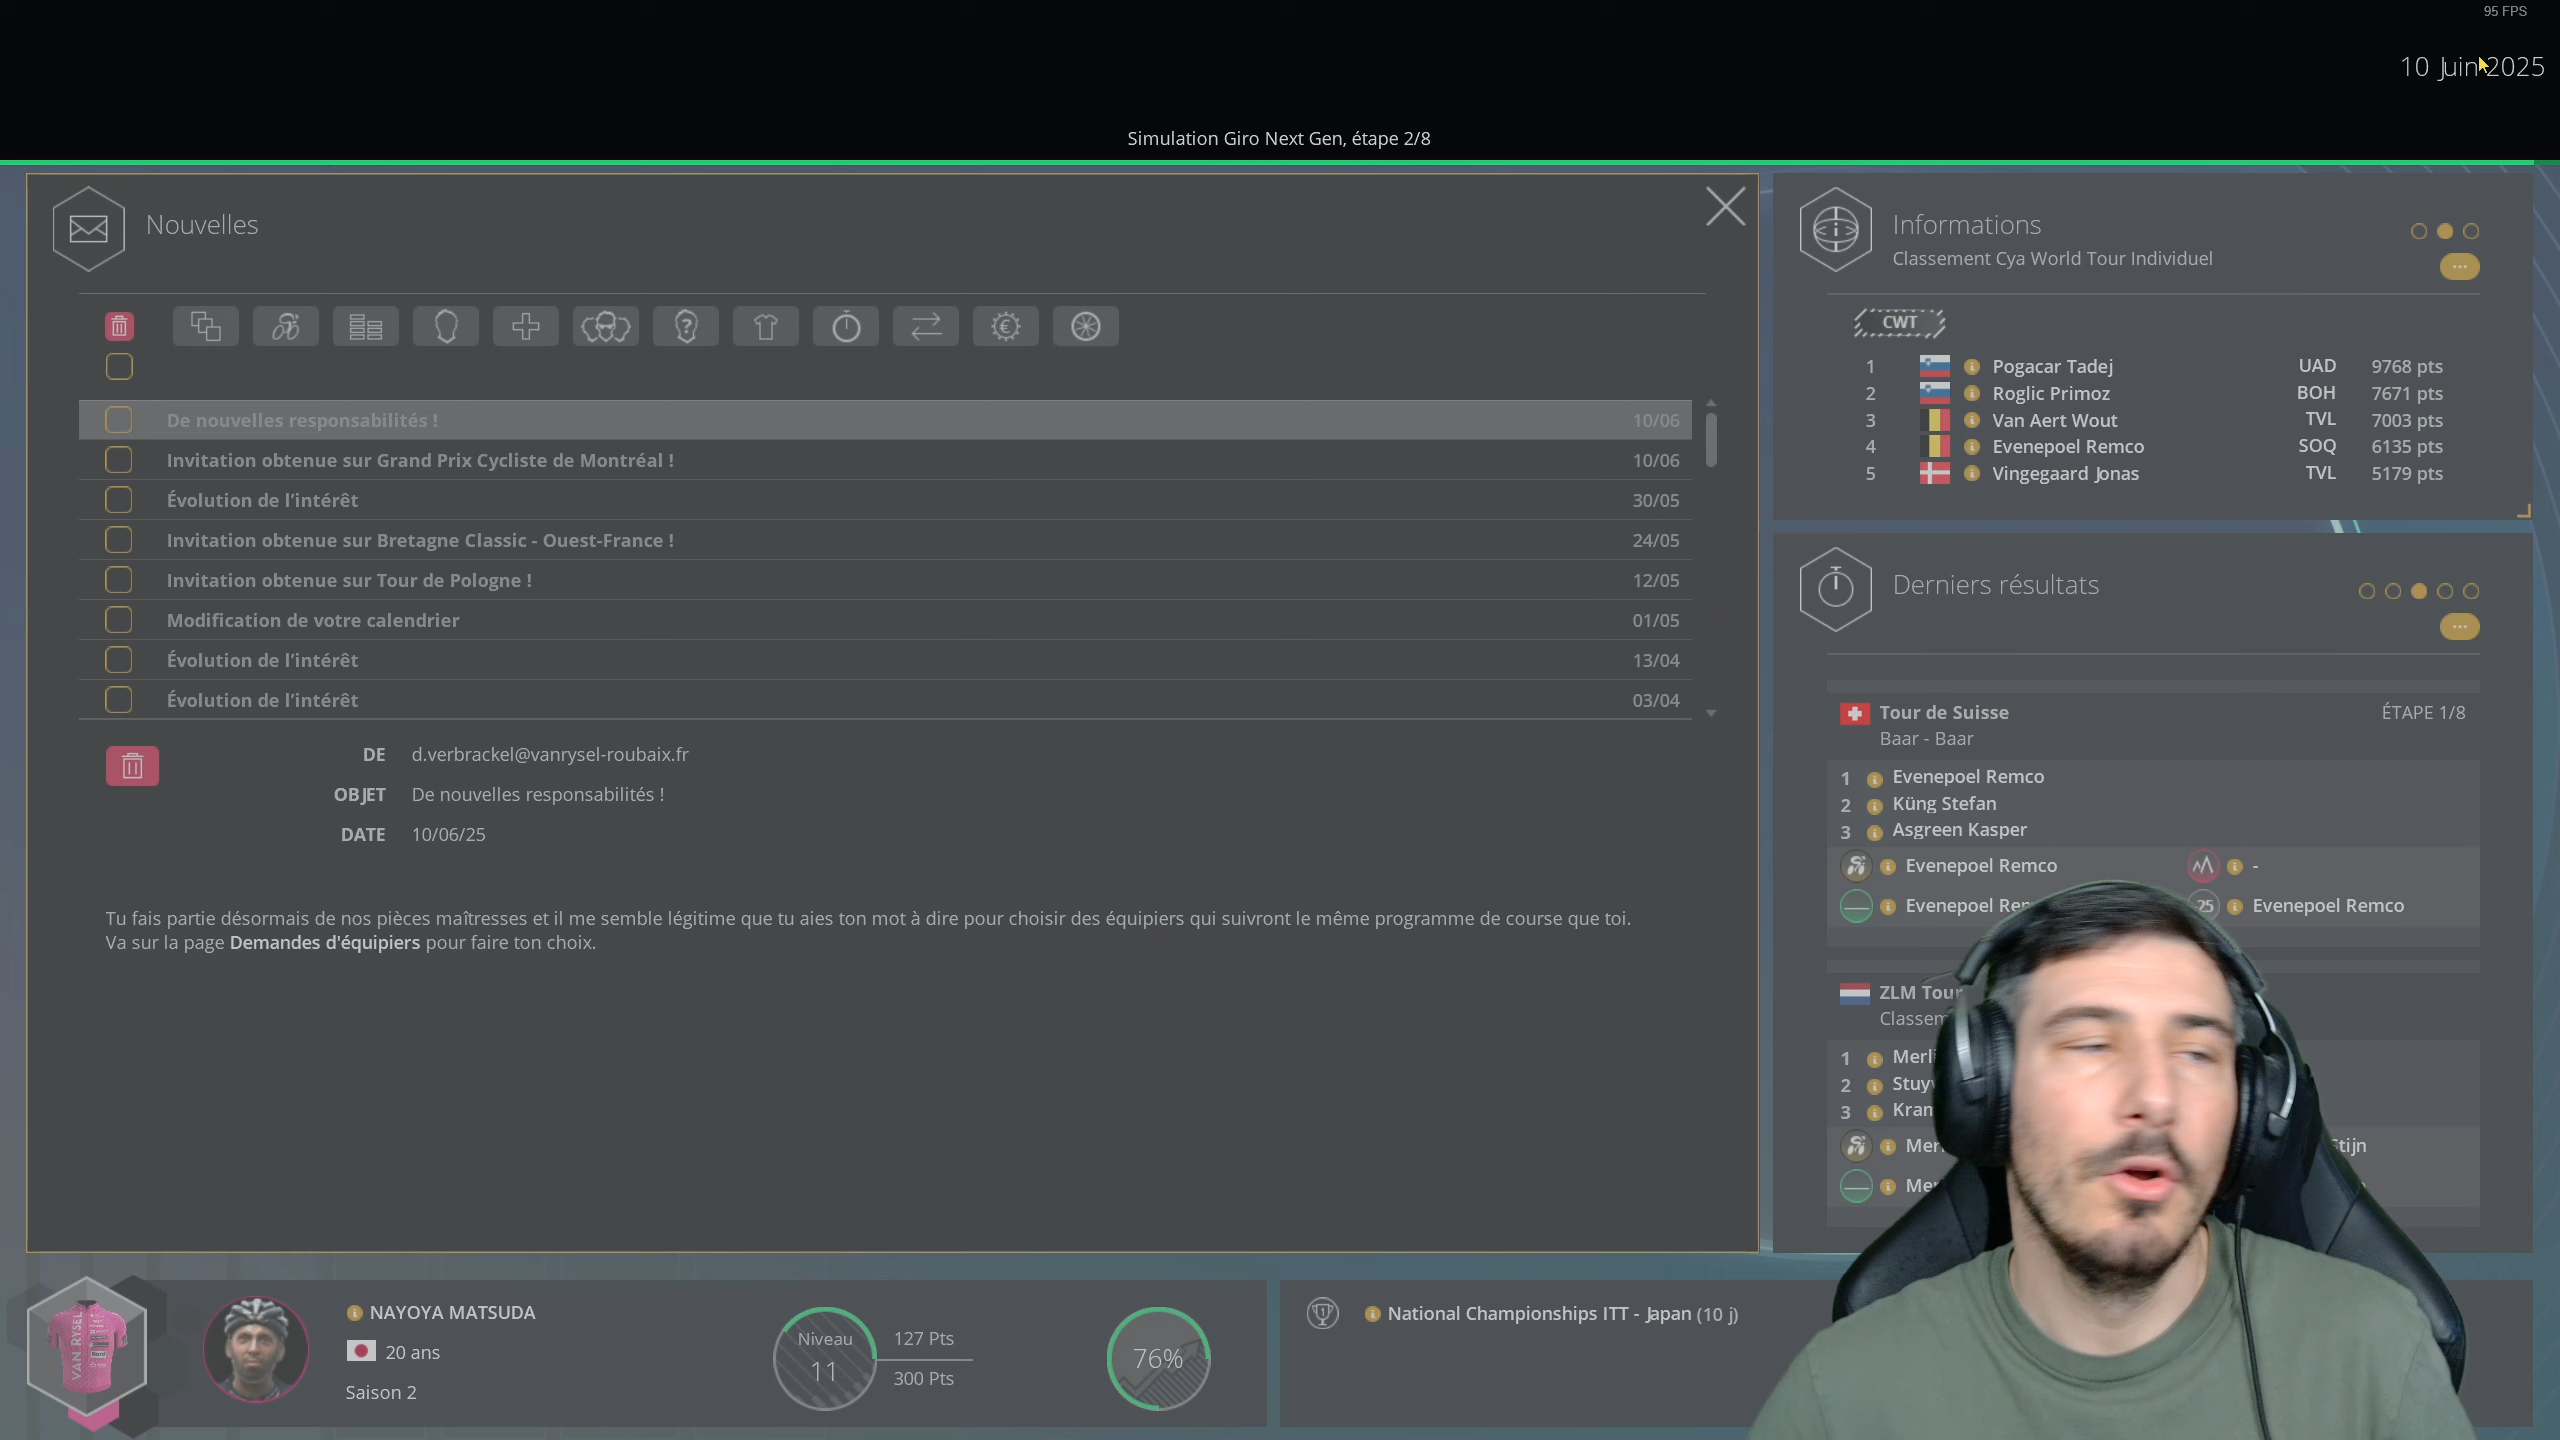 95 FPS
10 Juin 2025
Simulation Giro Next Gen, étape 2/8
Nouvelles
De nouvelles responsabilités ! 10/06
Invitation obtenue sur Grand Prix Cycliste de Montréal ! 10/06
Évolution de l’intérêt 30/05
Invitation obtenue sur Bretagne Classic - Ouest-France ! 24/05
Invitation obtenue sur Tour de Pologne ! 12/05
Modification de votre calendrier 01/05
Évolution de l’intérêt 13/04
Évolution de l’intérêt 03/04
DE d.verbrackel@vanrysel-roubaix.fr
OBJET De nouvelles responsabilités !
DATE 10/06/25
Tu fais partie désormais de nos pièces maîtresses et il me semble légitime que tu aies ton mot à dire pour choisir des équipiers qui suivront le même programme de course que toi.
Va sur la page Demandes d'équipiers pour faire ton choix.
Informations
Classement Cya World Tour Individuel
CWT
1 Pogacar Tadej UAD 9768 pts
2 Roglic Primoz BOH 7671 pts
3 Van Aert Wout TVL 7003 pts
4 Evenepoel Remco SOQ 6135 pts
5 Vingegaard Jonas TVL 5179 pts
Derniers résultats
Tour de Suisse ÉTAPE 1/8
Baar - Baar
1 Evenepoel Remco
2 Küng Stefan
3 Asgreen Kasper
Evenepoel Remco -
25 Evenepoel Remco
ZLM Tour
1
2
3
Stijn
VAN RYSEL
NAYOYA MATSUDA
20 ans
Saison 2
Niveau
11
127 Pts
300 Pts
76%
National Championships ITT - Japan (10 j)